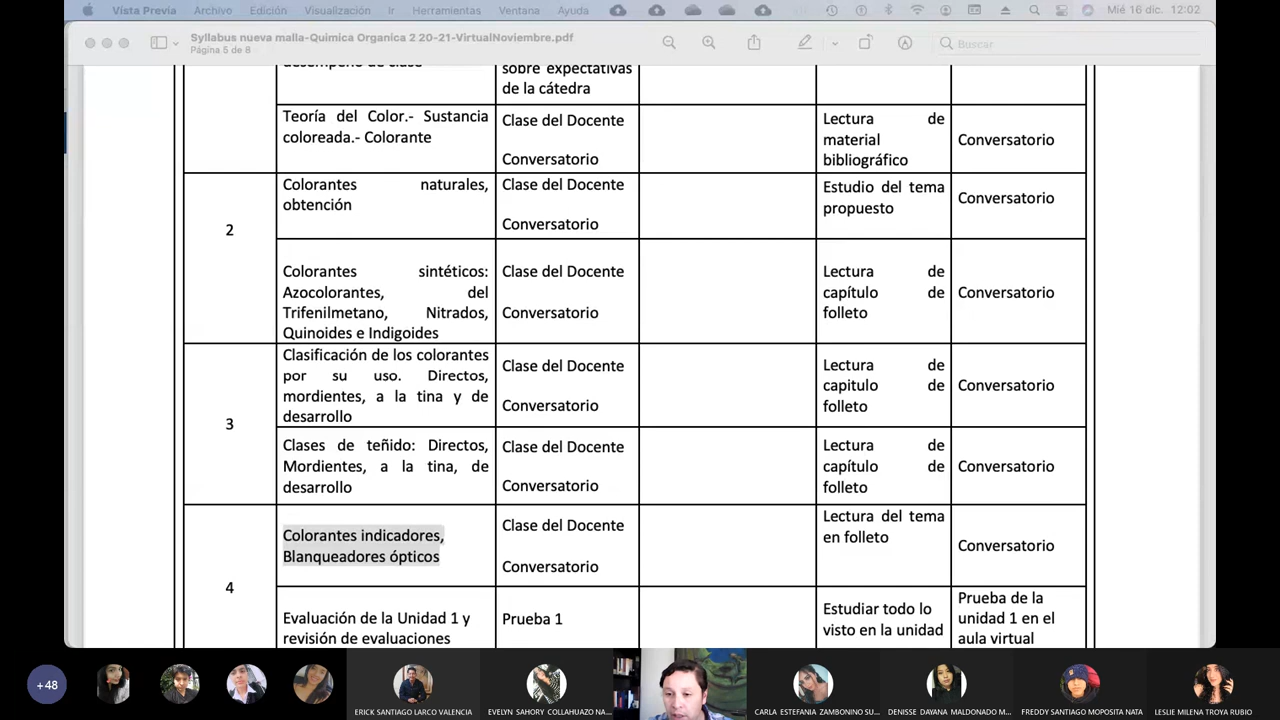 Vista Previa Archivo Edición Visualización Ir Herramientas Ventana Ayuda Mié 16 dic. 12:02
Syllabus nueva malla-Quimica Organica 2 20-21-VirtualNoviembre.pdf
Página 5 de 8
Buscar
desempeño de clase
sobre expectativas
de la cátedra
Teoría del Color.- Sustancia
coloreada.- Colorante
Clase del Docente
Conversatorio
Lectura de
material
bibliográfico
Conversatorio
2
Colorantes naturales,
obtención
Clase del Docente
Conversatorio
Estudio del tema
propuesto
Conversatorio
Colorantes sintéticos:
Azocolorantes, del
Trifenilmetano, Nitrados,
Quinoides e Indigoides
Clase del Docente
Conversatorio
Lectura de
capítulo de
folleto
Conversatorio
3
Clasificación de los colorantes
por su uso. Directos,
mordientes, a la tina y de
desarrollo
Clase del Docente
Conversatorio
Lectura de
capitulo de
folleto
Conversatorio
Clases de teñido: Directos,
Mordientes, a la tina, de
desarrollo
Clase del Docente
Conversatorio
Lectura de
capítulo de
folleto
Conversatorio
4
Colorantes indicadores,
Blanqueadores ópticos
Clase del Docente
Conversatorio
Lectura del tema
en folleto
Conversatorio
Evaluación de la Unidad 1 y
revisión de evaluaciones
Prueba 1
Estudiar todo lo
visto en la unidad
Prueba de la
unidad 1 en el
aula virtual
+48
ERICK SANTIAGO LARCO VALENCIA
EVELYN SAHORY COLLAHUAZO NA...
CARLA ESTEFANIA ZAMBONINO SU...
DENISSE DAYANA MALDONADO M...
FREDDY SANTIAGO MOPOSITA NATA
LESLIE MILENA TROYA RUBIO